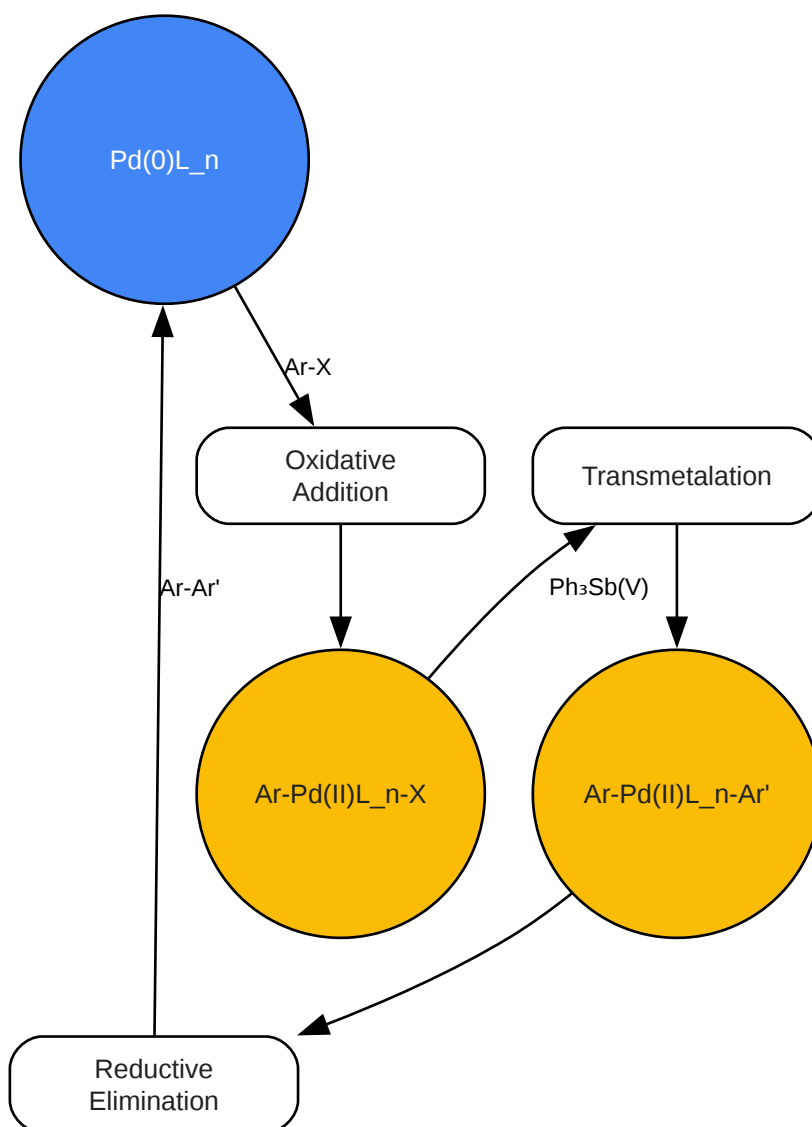 Pd(0)L_n
Ar-X
Oxidative
Addition
Transmetalation
Ar-Ar'
Ph₃Sb(V)
Ar-Pd(II)L_n-X
Ar-Pd(II)L_n-Ar'
Reductive
Elimination